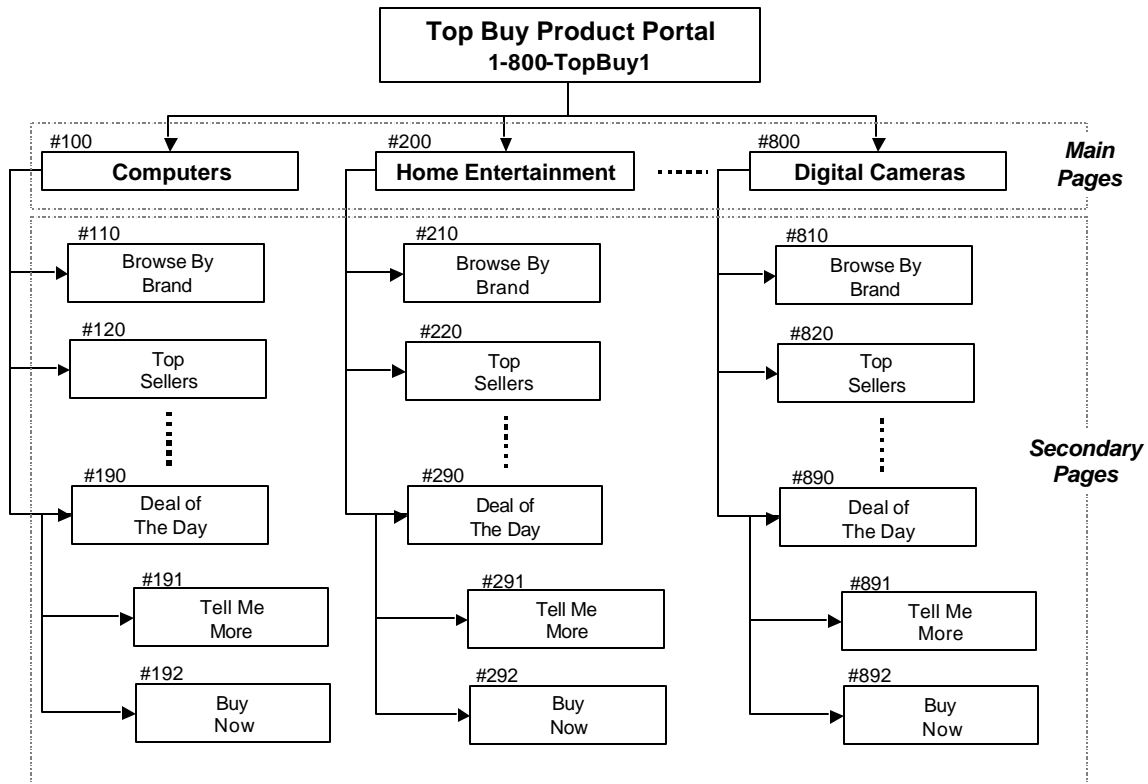 Top Buy Product Portal
1-800-TopBuy1
#100
Computers
#200
Home Entertainment
#800
Digital Cameras
Main
Pages
#110
Browse By
Brand
#210
Browse By
Brand
#810
Browse By
Brand
#120
Top
Sellers
#220
Top
Sellers
#820
Top
Sellers
Secondary
Pages
#190
Deal of
The Day
#290
Deal of
The Day
#890
Deal of
The Day
#191
Tell Me
More
#291
Tell Me
More
#891
Tell Me
More
#192
Buy
Now
#292
Buy
Now
#892
Buy
Now